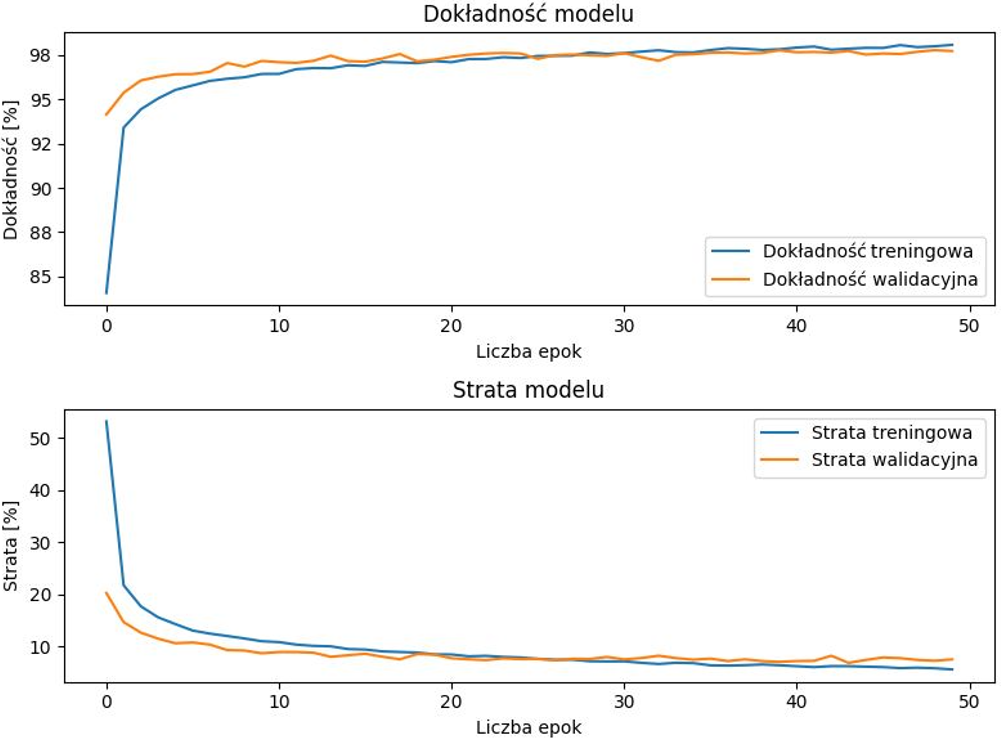 Dokładność modelu
Dokładność [%]
98
95
92
90
88
85
Dokładność treningowa
Dokładność walidacyjna
0 10 20 30 40 50
Liczba epok
Strata modelu
Strata [%]
50
40
30
20
10
Strata treningowa
Strata walidacyjna
0 10 20 30 40 50
Liczba epok